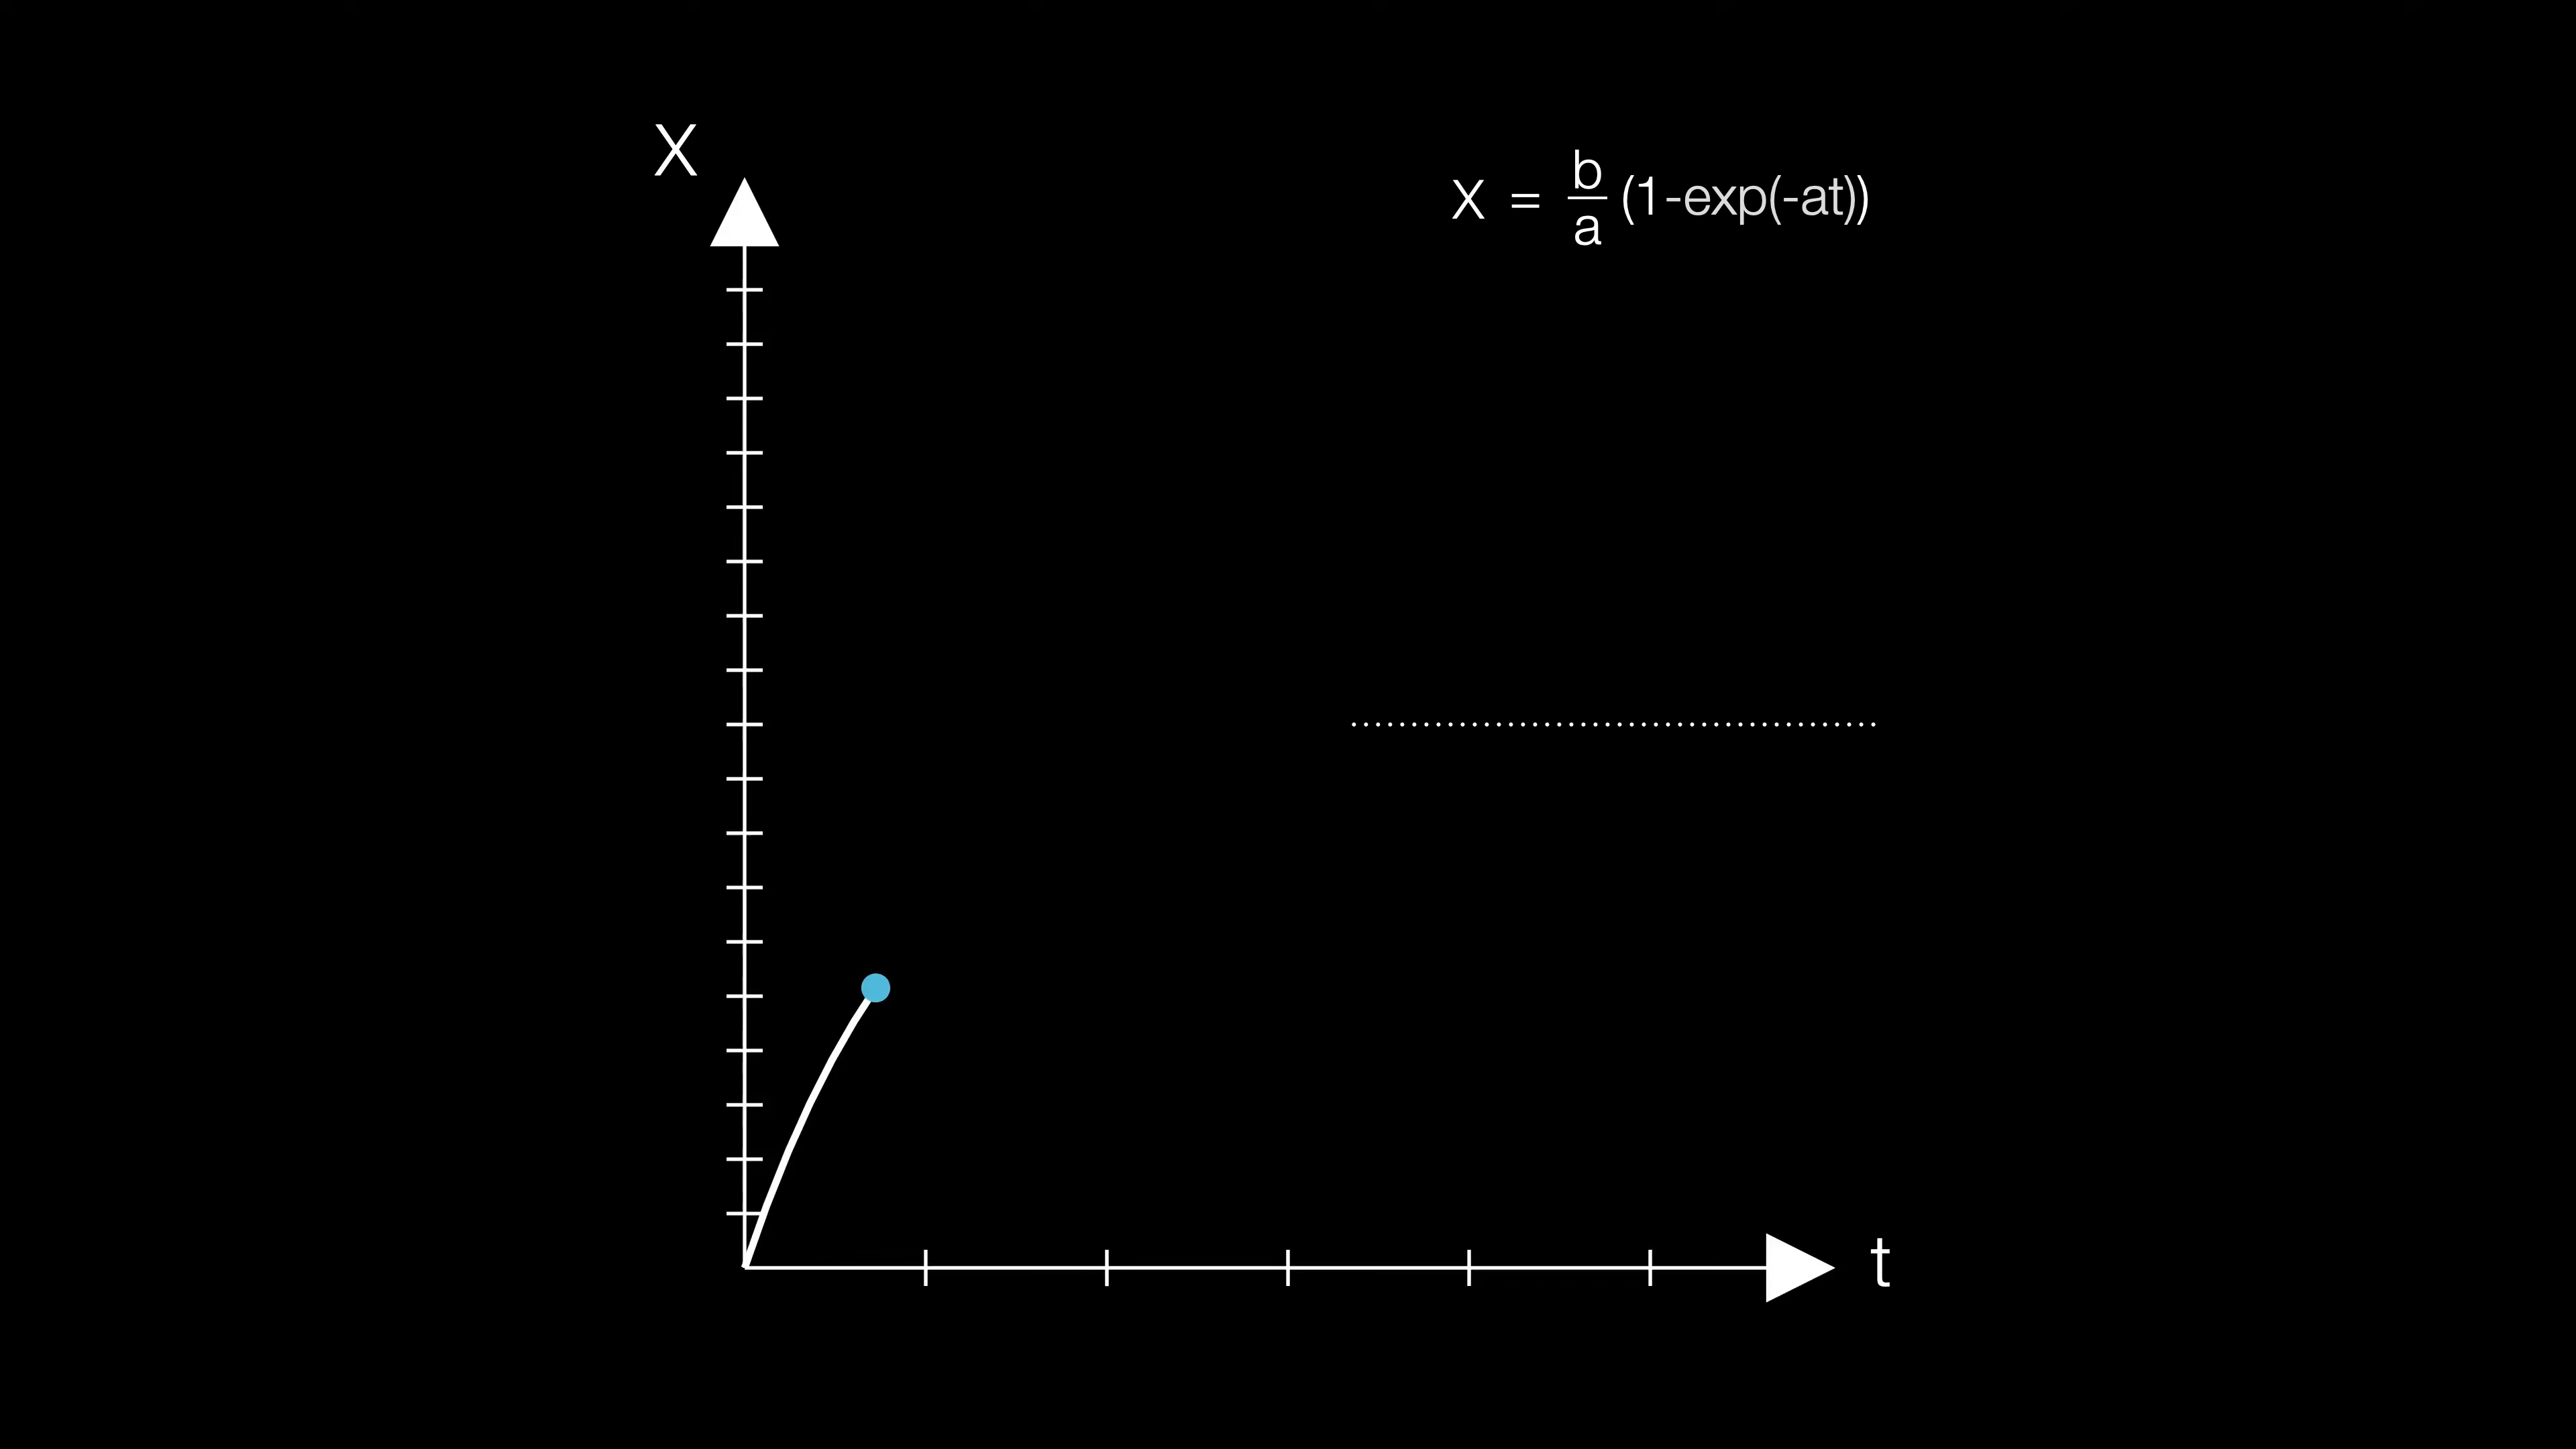 X
X = b/a (1-exp(-at))
t